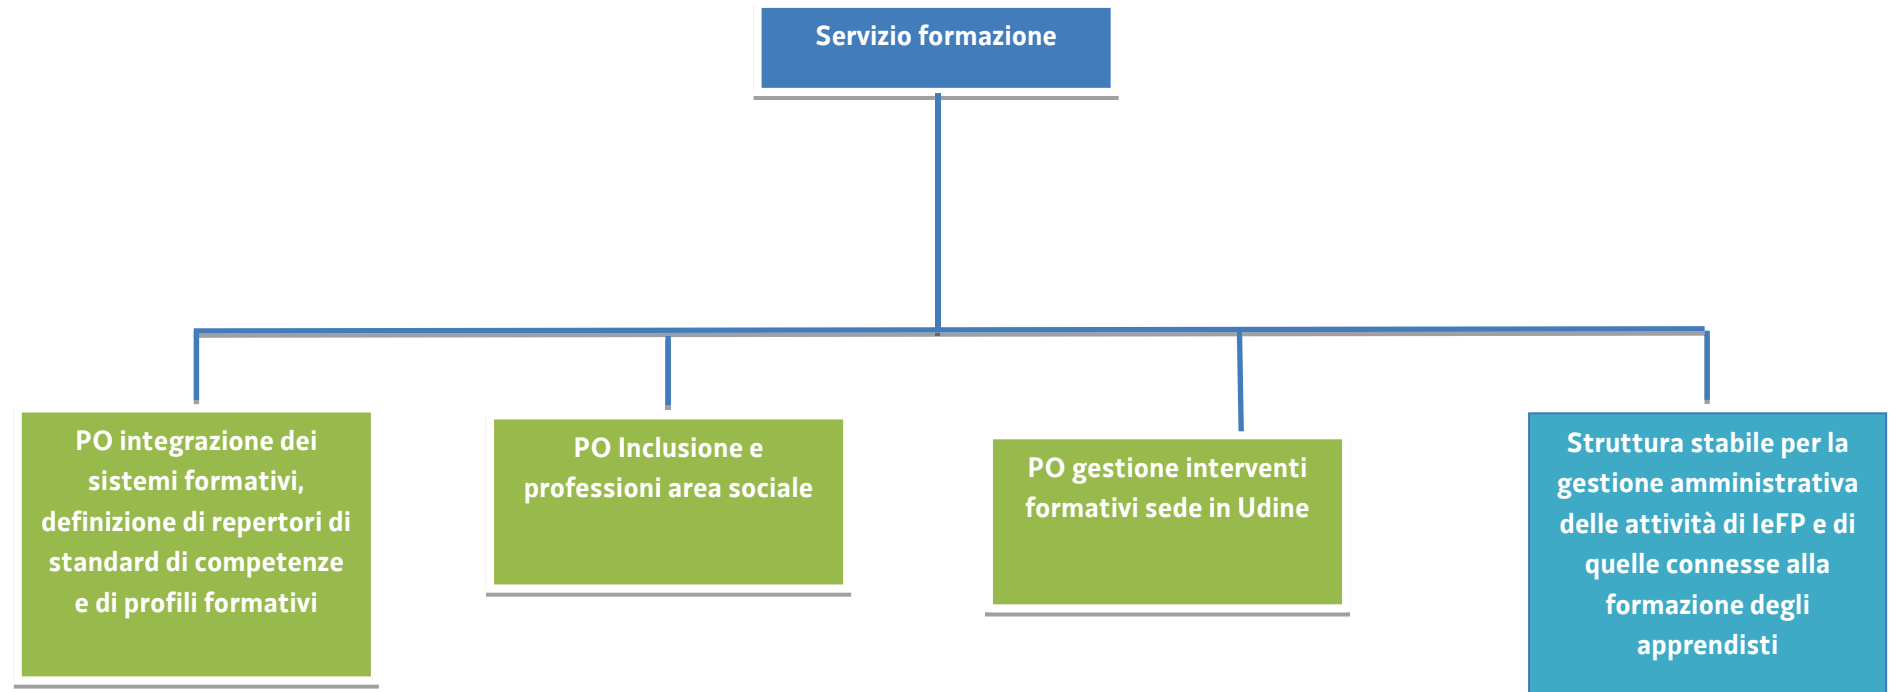 Servizio formazione
PO integrazione dei
sistemi formativi,
definizione di repertori di
standard di competenze
e di profili formativi
PO Inclusione e
professioni area sociale
PO gestione interventi
formativi sede in Udine
Struttura stabile per la
gestione amministrativa
delle attività di IeFP e di
quelle connesse alla
formazione degli
apprendisti